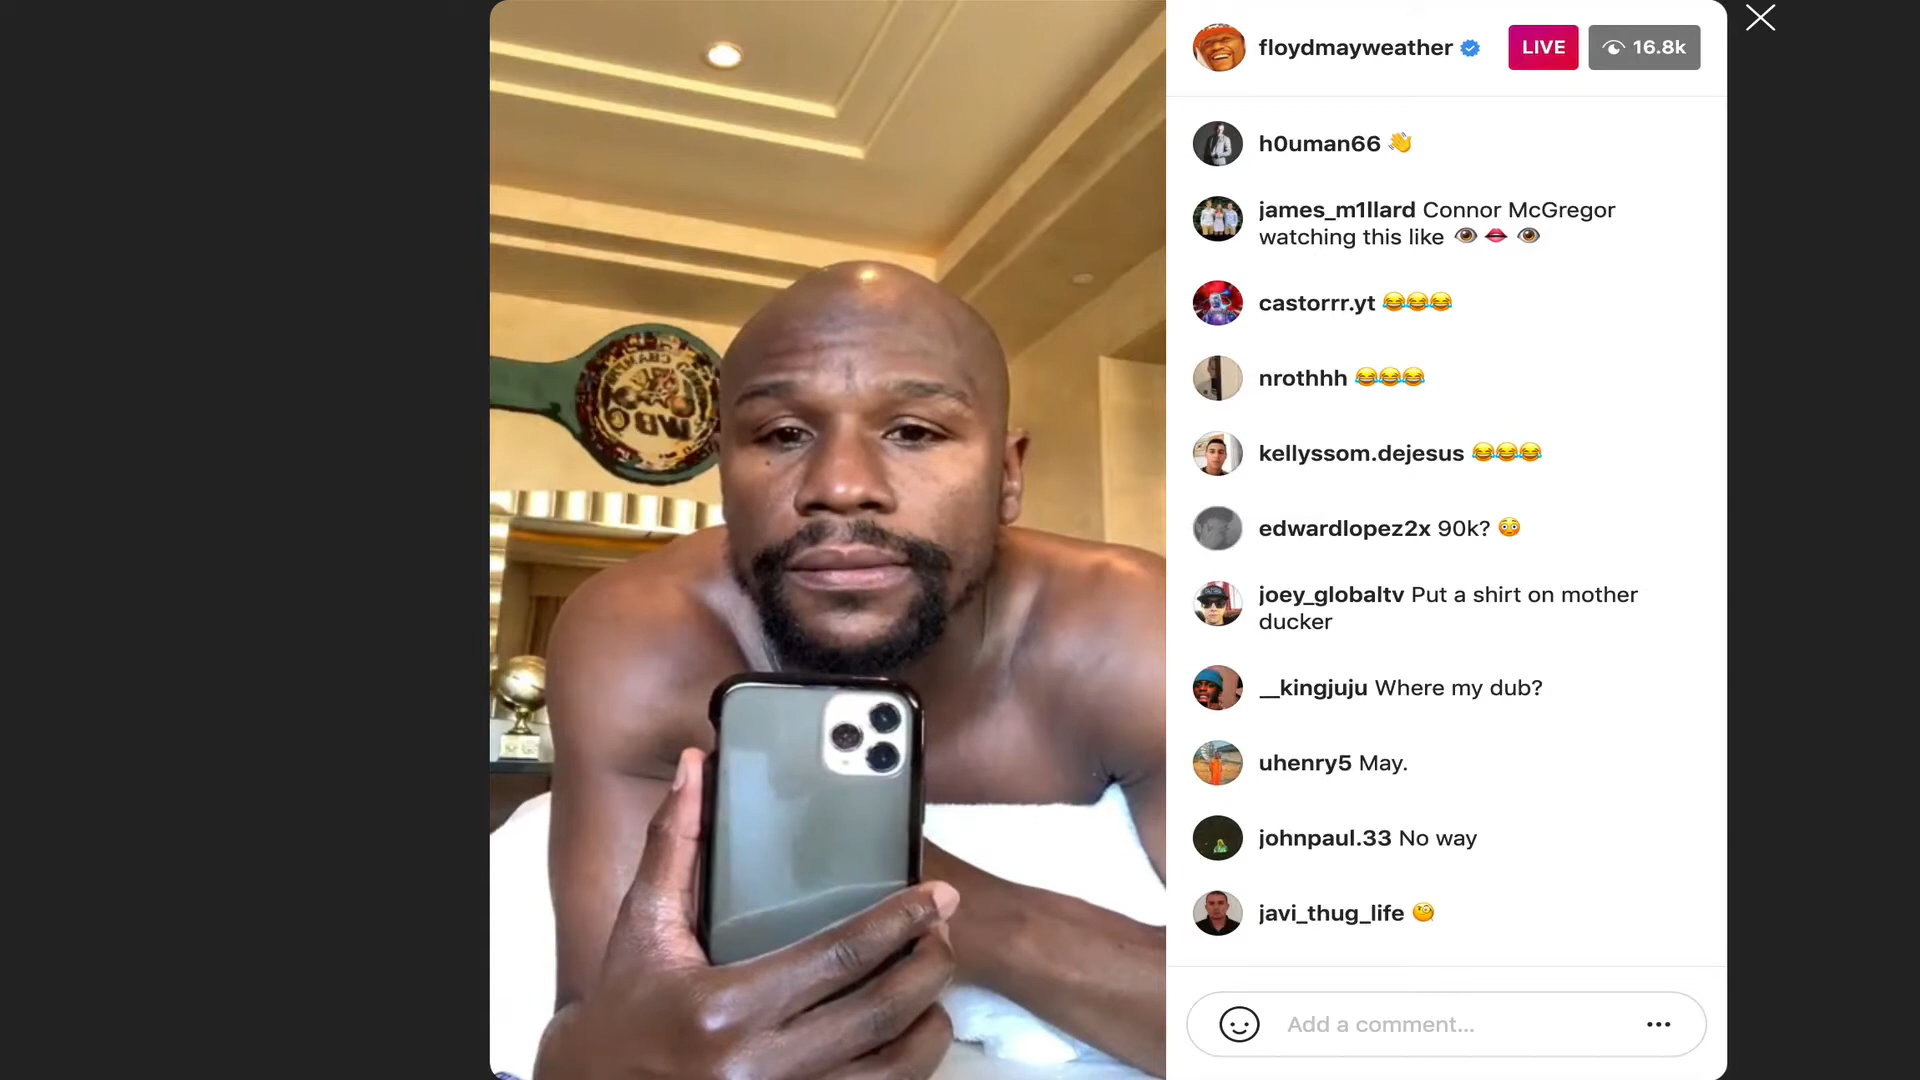 floydmayweather
LIVE
16.8k
h0uman66 👋
james_m1llard Connor McGregor
watching this like 👁 👄 👁
castorrr.yt 😂😂😂
nrothhh 😂😂😂
kellyssom.dejesus 😂😂😂
edwardlopez2x 90k? 😳
joey_globaltv Put a shirt on mother
ducker
__kingjuju Where my dub?
uhenry5 May.
johnpaul.33 No way
javi_thug_life 🧐
Add a comment...